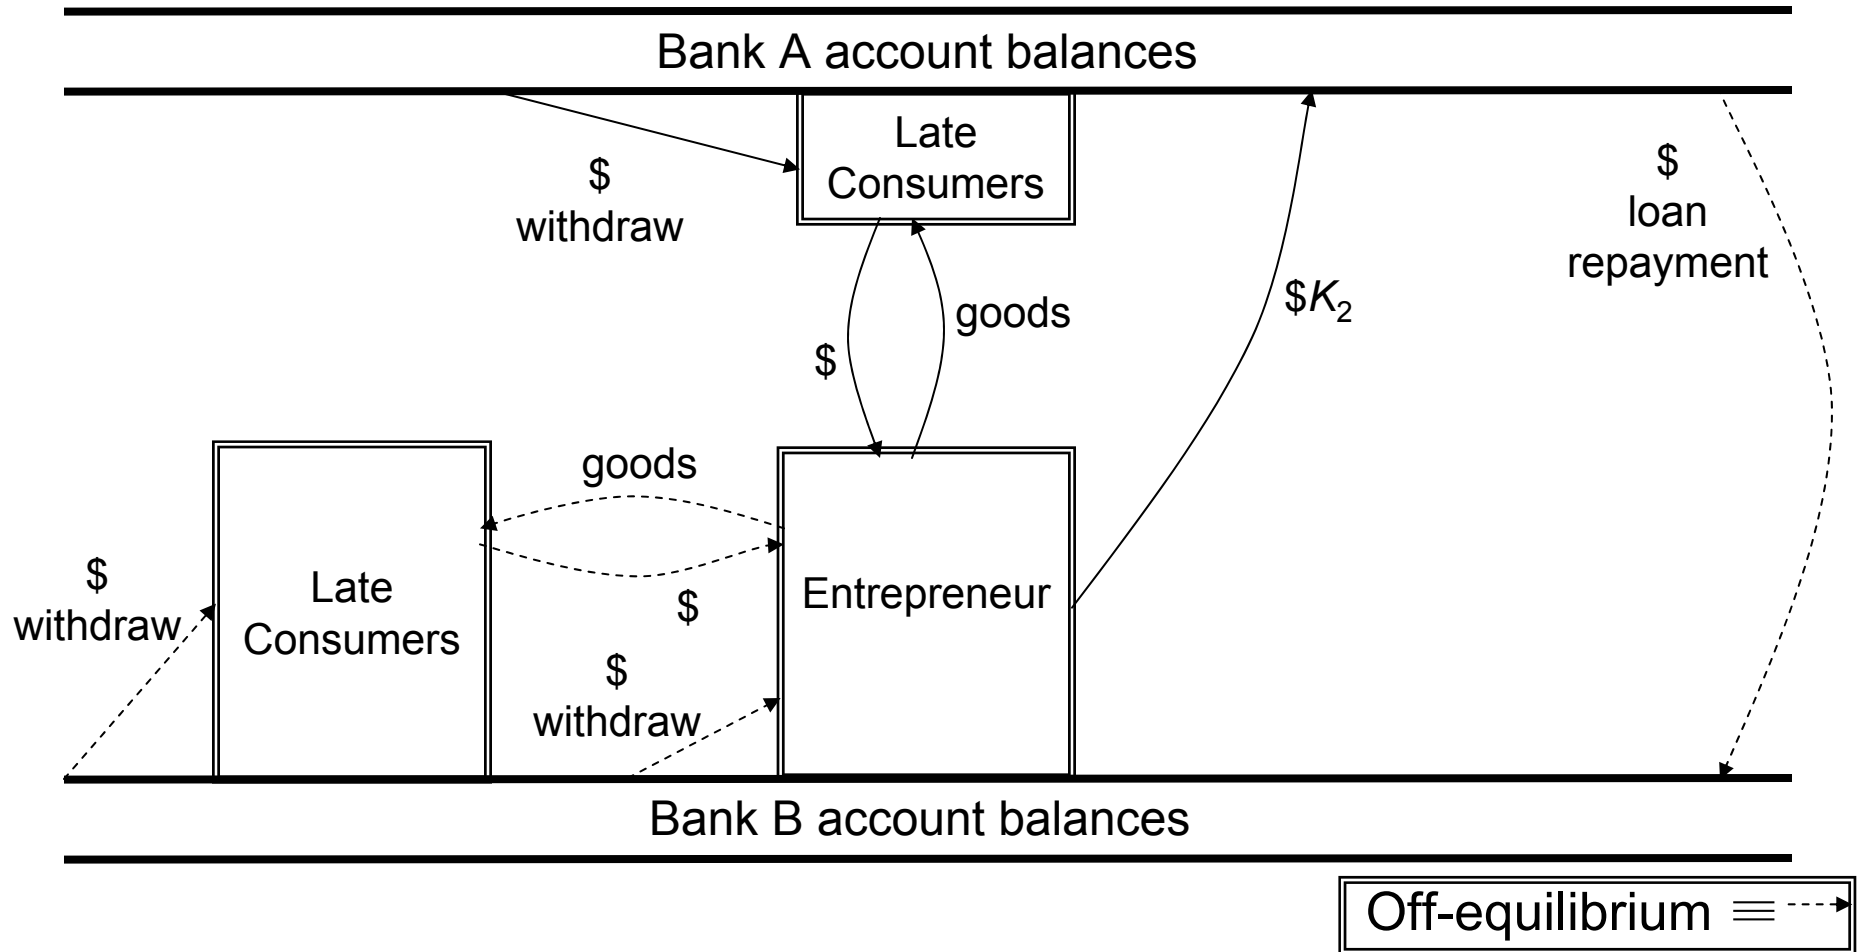 Bank A account balances
Late
Consumers
$
withdraw
$
loan
repayment
$K₂
goods
$
goods
$
withdraw
Late
Consumers
$
Entrepreneur
$
withdraw
Bank B account balances
Off-equilibrium ≡